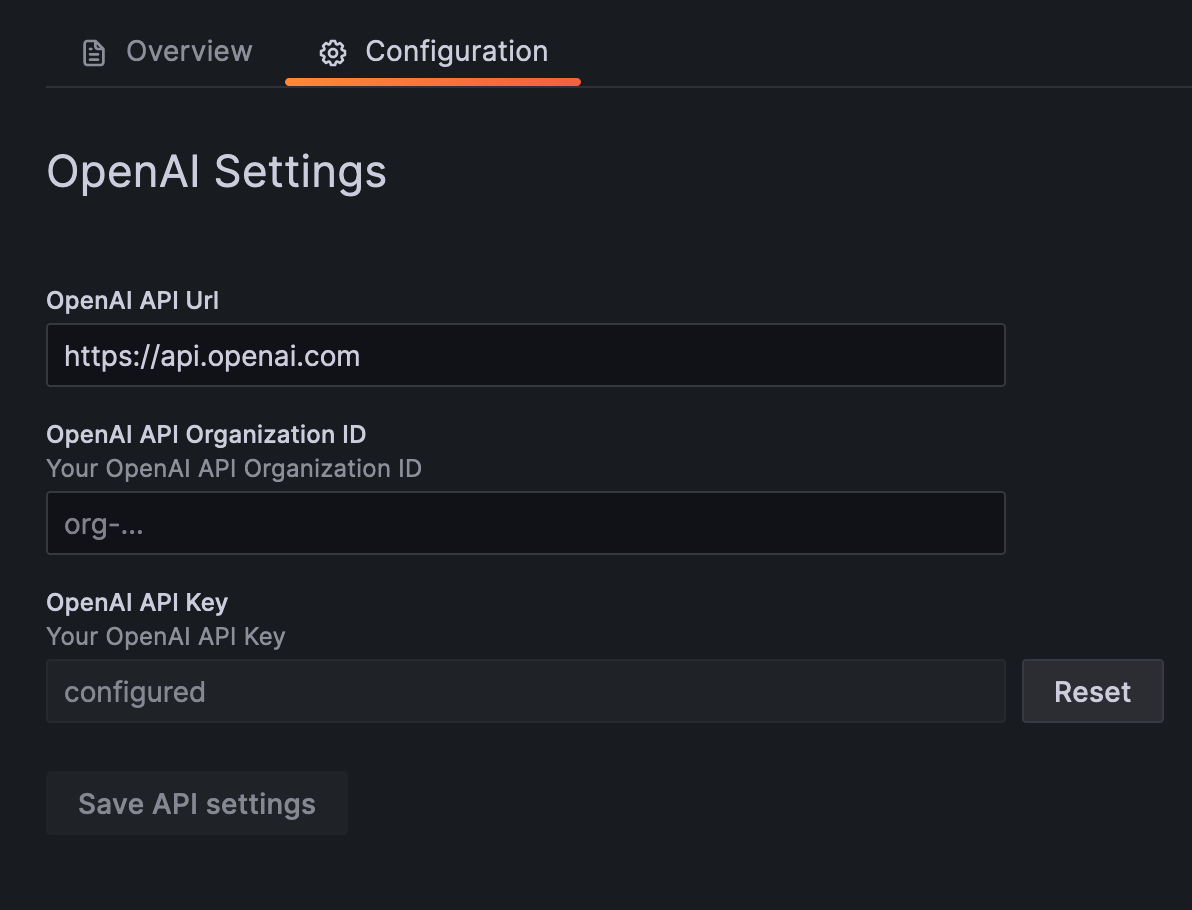 Overview Configuration
OpenAI Settings
OpenAI API Url
https://api.openai.com
OpenAI API Organization ID
Your OpenAI API Organization ID
org-...
OpenAI API Key
Your OpenAI API Key
configured Reset
Save API settings